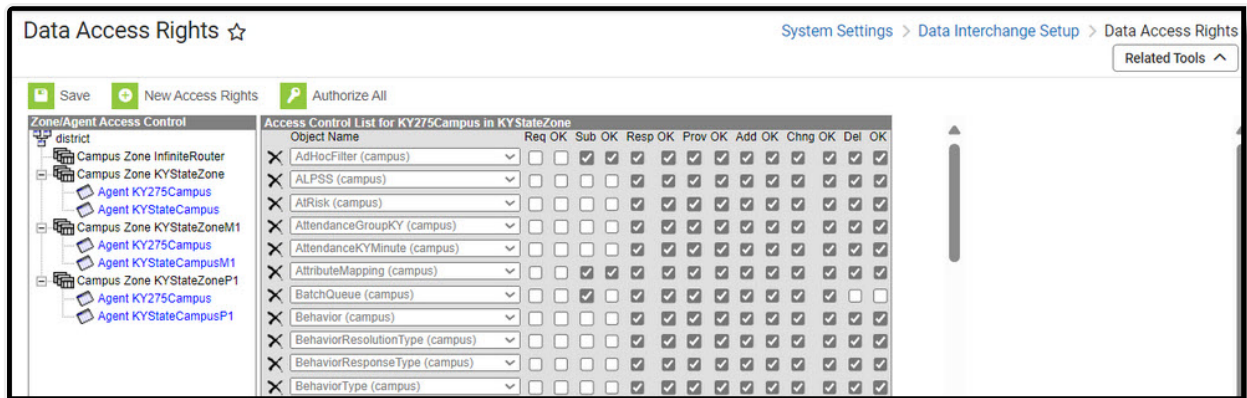 Data Access Rights
System Settings > Data Interchange Setup > Data Access Rights
Related Tools
Save New Access Rights Authorize All
Zone/Agent Access Control
district
Campus Zone InfiniteRouter
Campus Zone KYStateZone
Agent KY275Campus
Agent KYStateCampus
Campus Zone KYStateZoneM1
Agent KY275Campus
Agent KYStateCampusM1
Campus Zone KYStateZoneP1
Agent KY275Campus
Agent KYStateCampusP1
Access Control List for KY275Campus in KYStateZone
Object Name Req OK Sub OK Resp OK Prov OK Add OK Chng OK Del OK
AdHocFilter (campus)
ALPSS (campus)
AtRisk (campus)
AttendanceGroupKY (campus)
AttendanceKYMinute (campus)
AttributeMapping (campus)
BatchQueue (campus)
Behavior (campus)
BehaviorResolutionType (campus)
BehaviorResponseType (campus)
BehaviorType (campus)